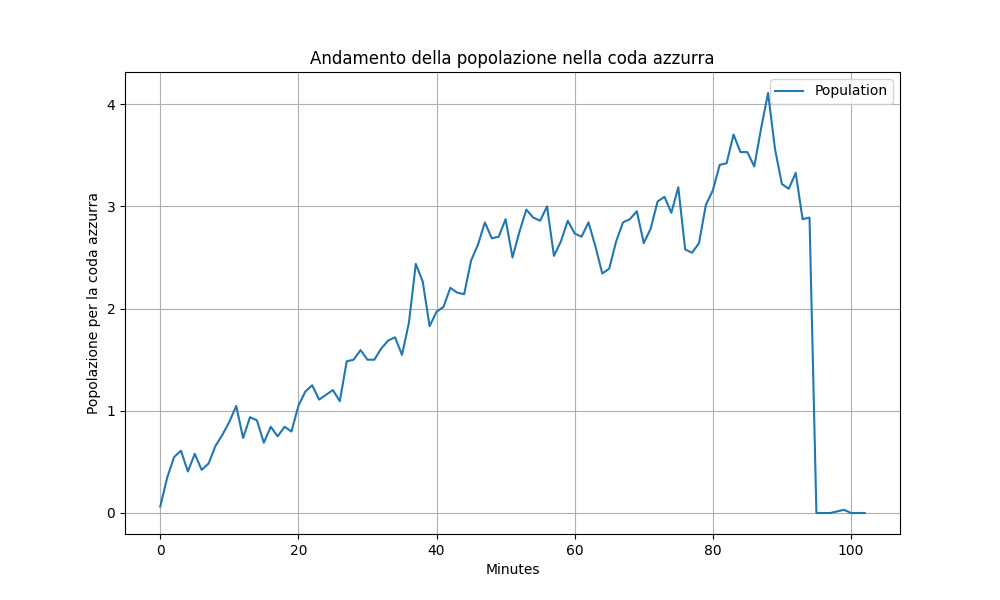 Andamento della popolazione nella coda azzurra
Population
Popolazione per la coda azzurra
4
3
2
1
0
0 20 40 60 80 100
Minutes